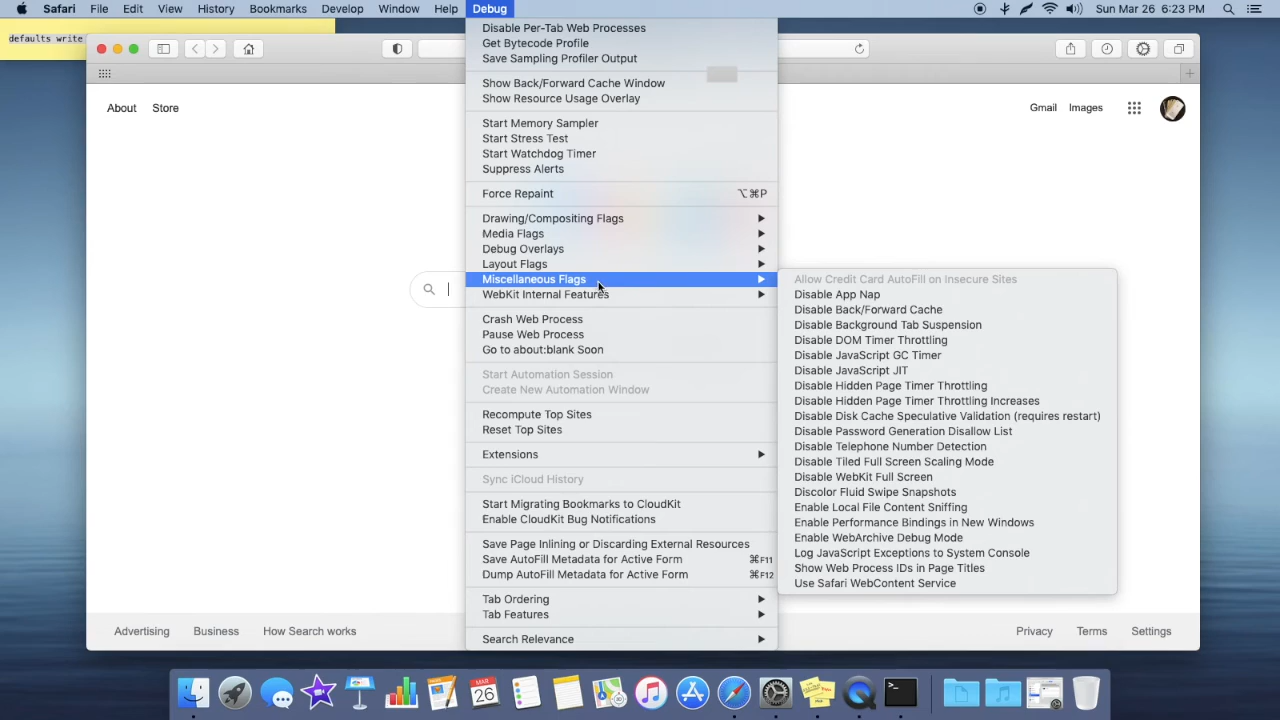 Safari File Edit View History Bookmarks Develop Window Help Debug Sun Mar 26 6:23 PM
defaults write
About Store
Gmail Images
Disable Per-Tab Web Processes
Get Bytecode Profile
Save Sampling Profiler Output
Show Back/Forward Cache Window
Show Resource Usage Overlay
Start Memory Sampler
Start Stress Test
Start Watchdog Timer
Suppress Alerts
Force Repaint ⌥⌘P
Drawing/Compositing Flags
Media Flags
Debug Overlays
Layout Flags
Miscellaneous Flags
WebKit Internal Features
Crash Web Process
Pause Web Process
Go to about:blank Soon
Start Automation Session
Create New Automation Window
Recompute Top Sites
Reset Top Sites
Extensions
Sync iCloud History
Start Migrating Bookmarks to CloudKit
Enable CloudKit Bug Notifications
Save Page Inlining or Discarding External Resources
Save AutoFill Metadata for Active Form ⌘F11
Dump AutoFill Metadata for Active Form ⌘F12
Tab Ordering
Tab Features
Search Relevance
Allow Credit Card AutoFill on Insecure Sites
Disable App Nap
Disable Back/Forward Cache
Disable Background Tab Suspension
Disable DOM Timer Throttling
Disable JavaScript GC Timer
Disable JavaScript JIT
Disable Hidden Page Timer Throttling
Disable Hidden Page Timer Throttling Increases
Disable Disk Cache Speculative Validation (requires restart)
Disable Password Generation Disallow List
Disable Telephone Number Detection
Disable Tiled Full Screen Scaling Mode
Disable WebKit Full Screen
Discolor Fluid Swipe Snapshots
Enable Local File Content Sniffing
Enable Performance Bindings in New Windows
Enable WebArchive Debug Mode
Log JavaScript Exceptions to System Console
Show Web Process IDs in Page Titles
Use Safari WebContent Service
Advertising Business How Search works
Privacy Terms Settings
MAR
26